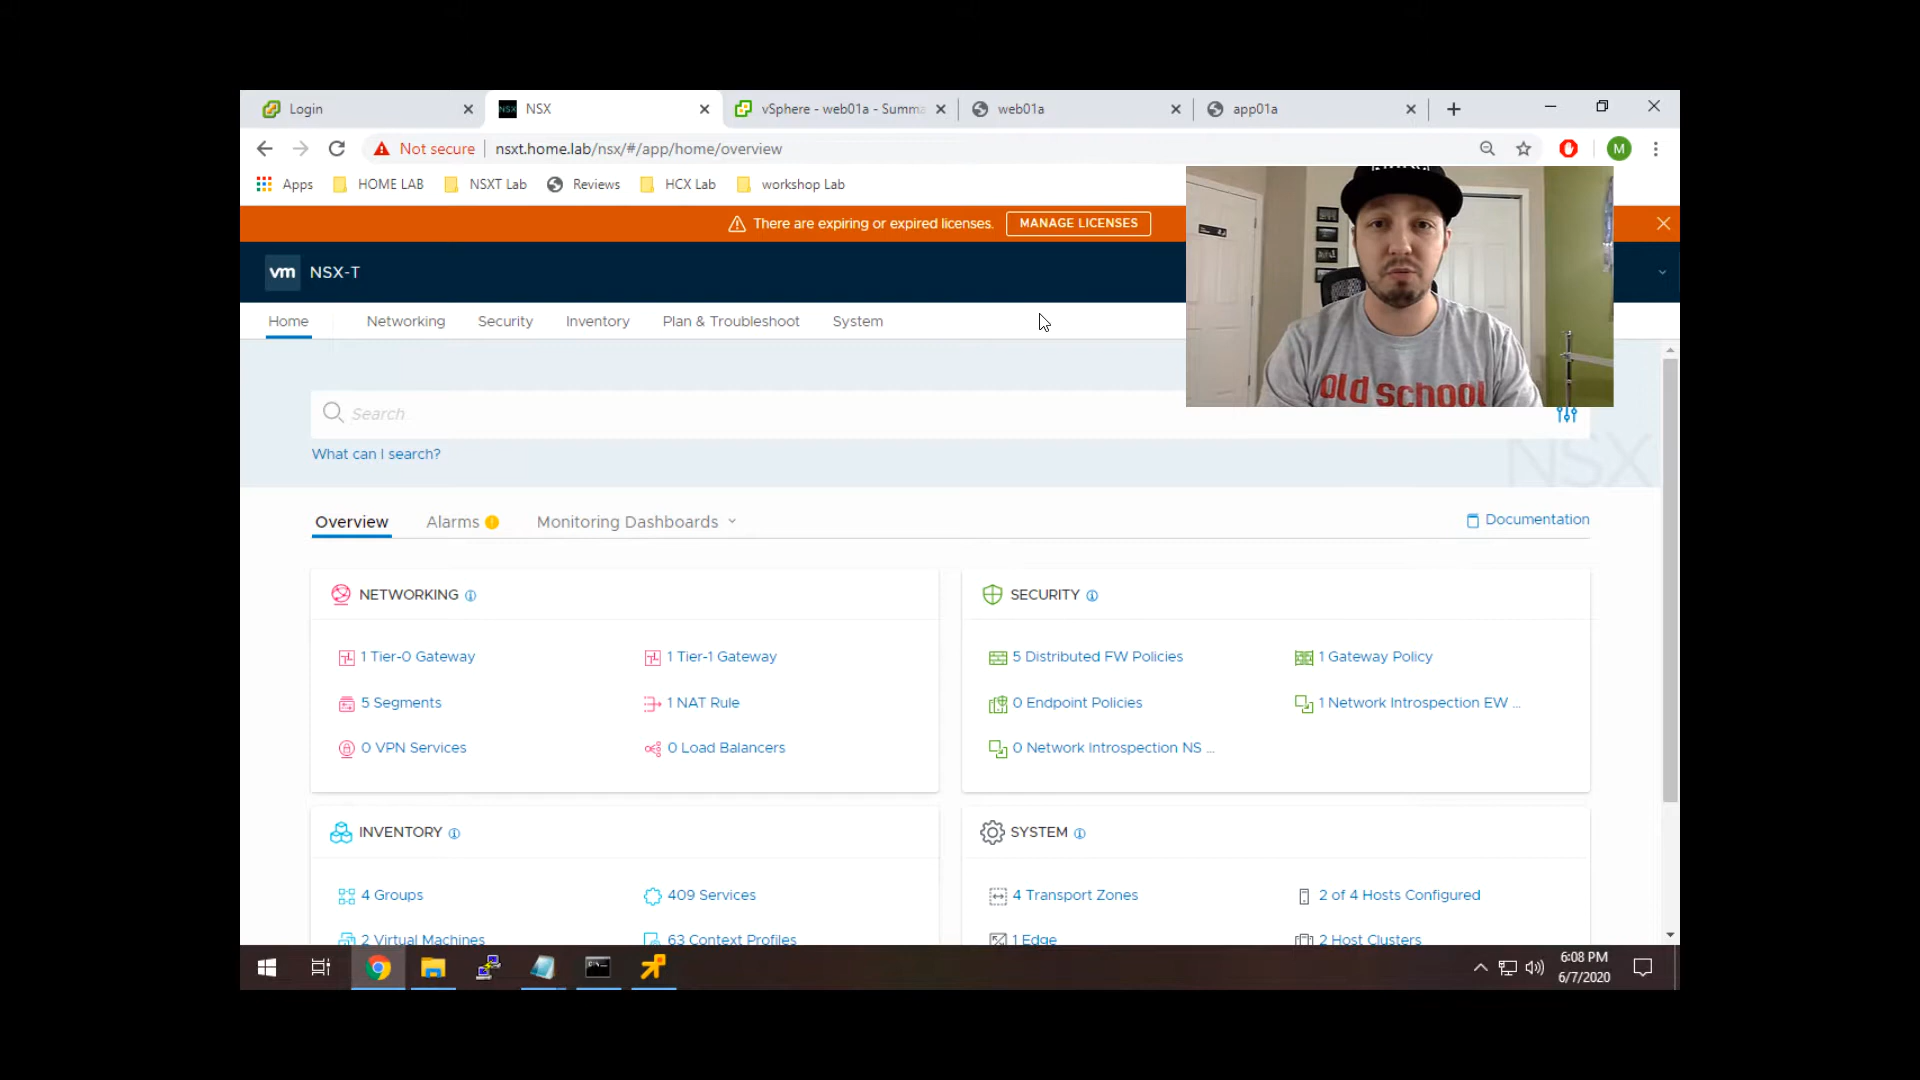 Login
NSX
vSphere - web01a - Summa
web01a
app01a
Not secure
nsxt.home.lab/nsx/#/app/home/overview
M
Apps
HOME LAB
NSXT Lab
Reviews
HCX Lab
workshop Lab
There are expiring or expired licenses.
MANAGE LICENSES
vm NSX-T
Home
Networking
Security
Inventory
Plan & Troubleshoot
System
old school
Search
What can I search?
NSX
Overview
Alarms
Monitoring Dashboards
Documentation
NETWORKING
1 Tier-0 Gateway
1 Tier-1 Gateway
5 Segments
1 NAT Rule
0 VPN Services
0 Load Balancers
SECURITY
5 Distributed FW Policies
1 Gateway Policy
0 Endpoint Policies
1 Network Introspection EW ...
0 Network Introspection NS ...
INVENTORY
4 Groups
409 Services
2 Virtual Machines
63 Context Profiles
SYSTEM
4 Transport Zones
2 of 4 Hosts Configured
1 Edge
2 Host Clusters
6:08 PM
6/7/2020